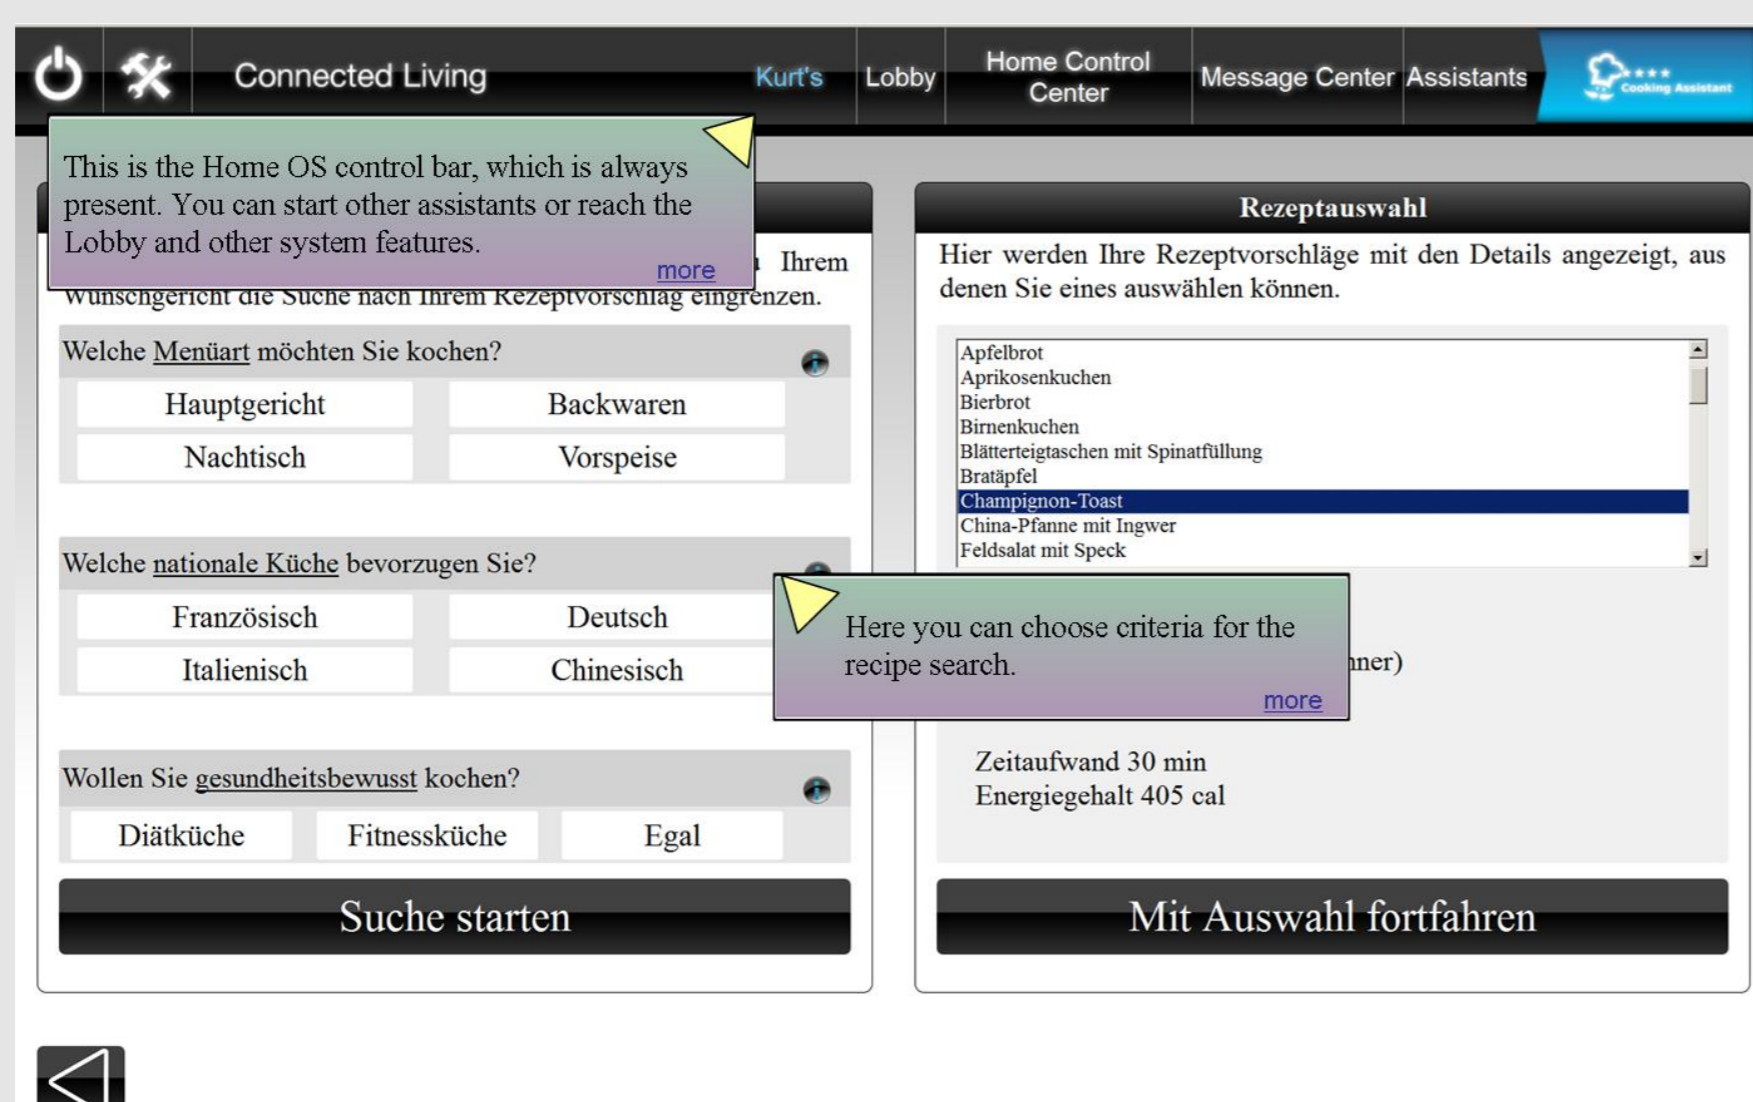 Connected Living
Kurt's
Lobby
Home Control
Center
Message Center
Assistants
Cooking Assistant
This is the Home OS control bar, which is always
present. You can start other assistants or reach the
Lobby and other system features.
more
Ihrem
Wunschgericht die Suche nach Ihrem Rezeptvorschlag eingrenzen.
Welche Menüart möchten Sie kochen?
Hauptgericht
Backwaren
Nachtisch
Vorspeise
Welche nationale Küche bevorzugen Sie?
Französisch
Deutsch
Italienisch
Chinesisch
Wollen Sie gesundheitsbewusst kochen?
Diätküche
Fitnessküche
Egal
Suche starten
Rezeptauswahl
Hier werden Ihre Rezeptvorschläge mit den Details angezeigt, aus
denen Sie eines auswählen können.
Apfelbrot
Aprikosenkuchen
Bierbrot
Birnenkuchen
Blätterteigtaschen mit Spinatfüllung
Bratäpfel
Champignon-Toast
China-Pfanne mit Ingwer
Feldsalat mit Speck
Here you can choose criteria for the
recipe search.
more
Zeitaufwand 30 min
Energiegehalt 405 cal
Mit Auswahl fortfahren